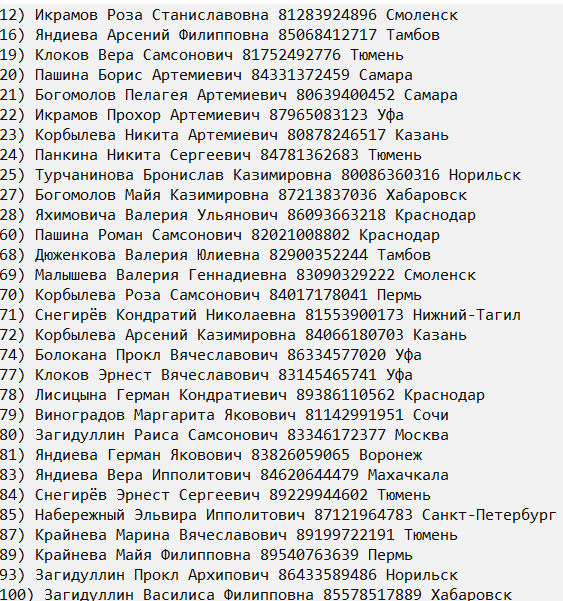 12) Икрамов Роза Станиславовна 81283924896 Смоленск
16) Яндиева Арсений Филипповна 85068412717 Тамбов
19) Клоков Вера Самсонович 81752492776 Тюмень
20) Пашина Борис Артемиевич 84331372459 Самара
21) Богомолов Пелагея Артемиевич 80639400452 Самара
22) Икрамов Прохор Артемиевич 87965083123 Уфа
23) Корбылева Никита Артемиевич 80878246517 Казань
24) Панкина Никита Сергеевич 84781362683 Тюмень
25) Турчанинова Бронислав Казимировна 80086360316 Норильск
27) Богомолов Майя Казимировна 87213837036 Хабаровск
28) Яхимовича Валерия Ульянович 86093663218 Краснодар
60) Пашина Роман Самсонович 82021008802 Краснодар
68) Дюженкова Валерия Юлиевна 82900352244 Тамбов
69) Малышева Валерия Геннадиевна 83090329222 Смоленск
70) Корбылева Роза Самсонович 84017178041 Пермь
71) Снегирёв Кондратий Николаевна 81553900173 Нижний-Тагил
72) Корбылева Арсений Казимировна 84066180703 Казань
74) Болокана Прокл Вячеславович 86334577020 Уфа
77) Клоков Эрнест Вячеславович 83145465741 Уфа
78) Лисицына Герман Кондратиевич 89386110562 Краснодар
79) Виноградов Маргарита Яковович 81142991951 Сочи
80) Загидуллин Раиса Самсонович 83346172377 Москва
81) Яндиева Герман Яковович 83826059065 Воронеж
83) Яндиева Вера Ипполитович 84620644479 Махачкала
84) Снегирёв Эрнест Сергеевич 89229944602 Тюмень
85) Набережный Эльвира Ипполитович 87121964783 Санкт-Петербург
87) Крайнева Марина Вячеславович 89199722191 Тюмень
89) Крайнева Майя Филипповна 89540763639 Пермь
93) Загидуллин Прокл Архипович 86433589486 Норильск
100) Загидуллин Василиса Филипповна 85578517889 Хабаровск